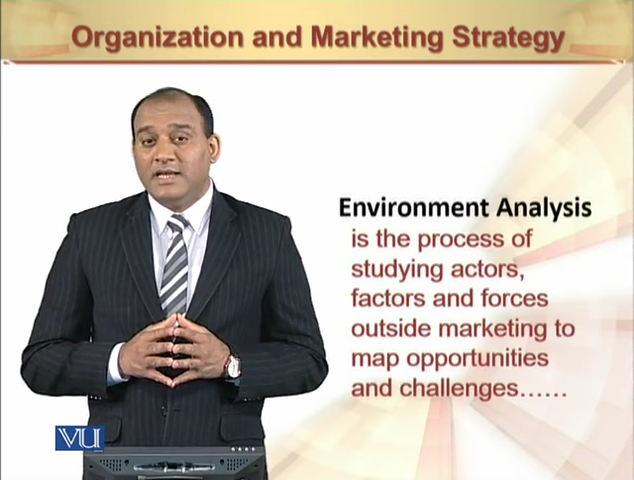 Organization and Marketing Strategy
Environment Analysis
is the process of
studying actors,
factors and forces
outside marketing to
map opportunities
and challenges......
VU